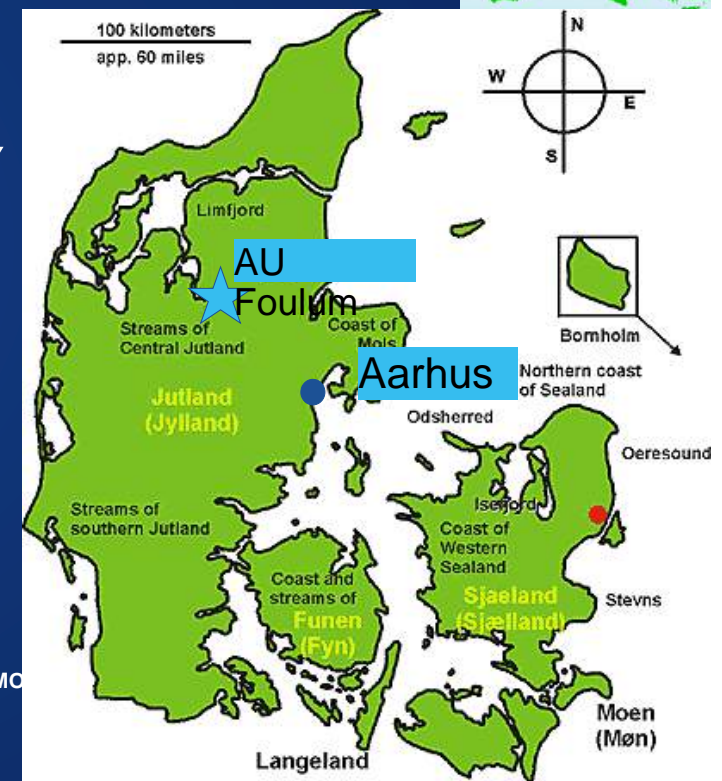 100 kilometers
app. 60 miles
N
W
E
S
Limfjord
AU
Foulum
Streams of
Central Jutland
Coast of
Mols
Bornholm
Aarhus
Northern coast
of Sealand
Jutland
(Jylland)
Odsherred
Oeresound
Streams of
southern Jutland
Isefjord
Coast of
Western
Sealand
Coast and
streams of
Funen
(Fyn)
Sjaeland
(Sjælland)
Stevns
Moen
(Møn)
Langeland